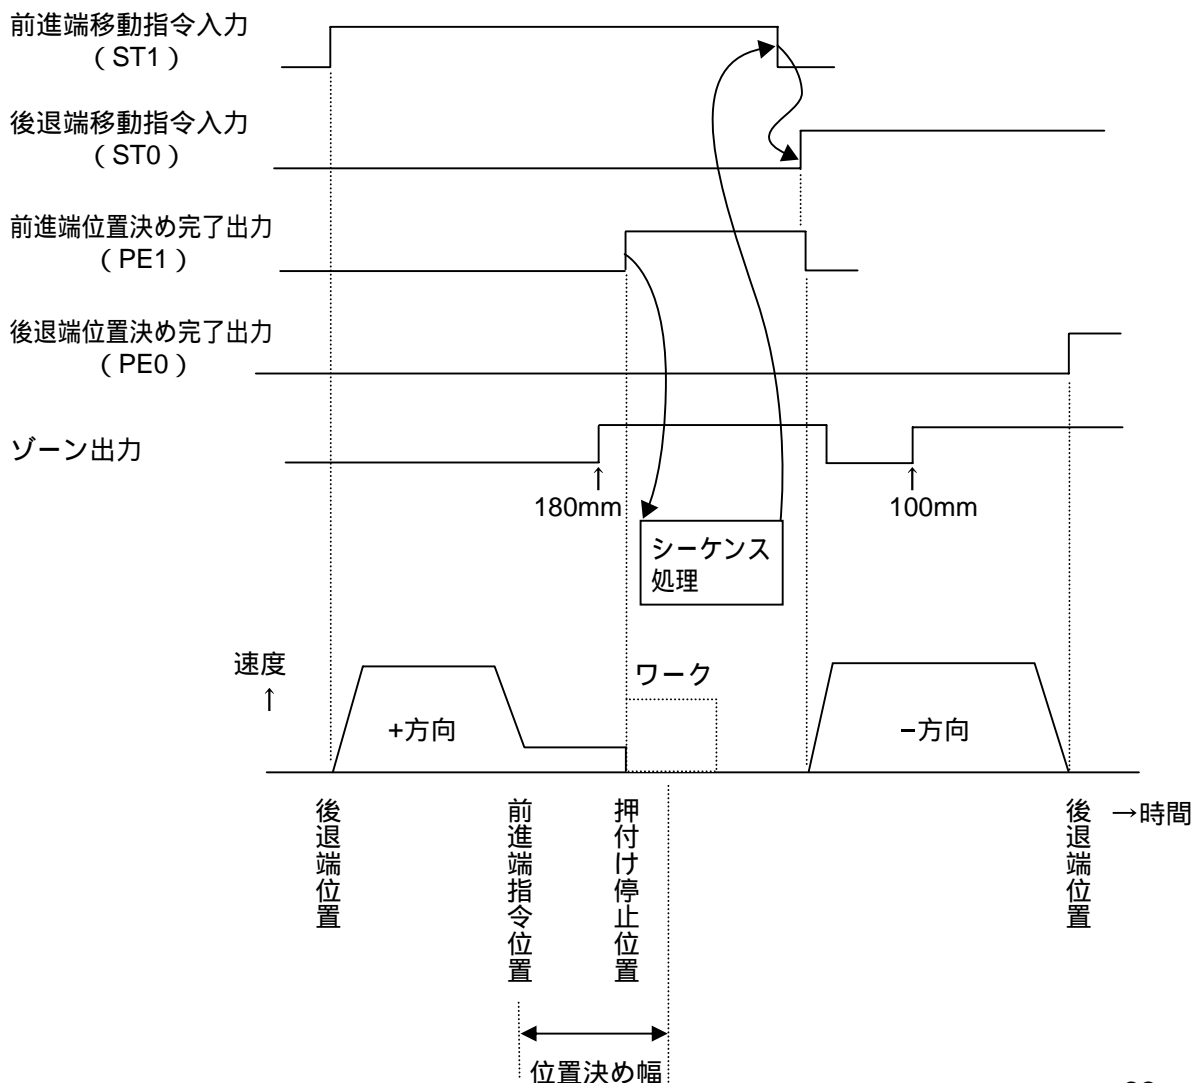 前進端移動指令入力
（ST1）
後退端移動指令入力
（ST0）
前進端位置決め完了出力
（PE1）
後退端位置決め完了出力
（PE0）
ゾーン出力
↑
180mm
↑
100mm
シーケンス
処理
速度
↑
ワーク
+方向
−方向
後退端位置
前進端指令位置
押付け停止位置
後退端位置
→時間
位置決め幅